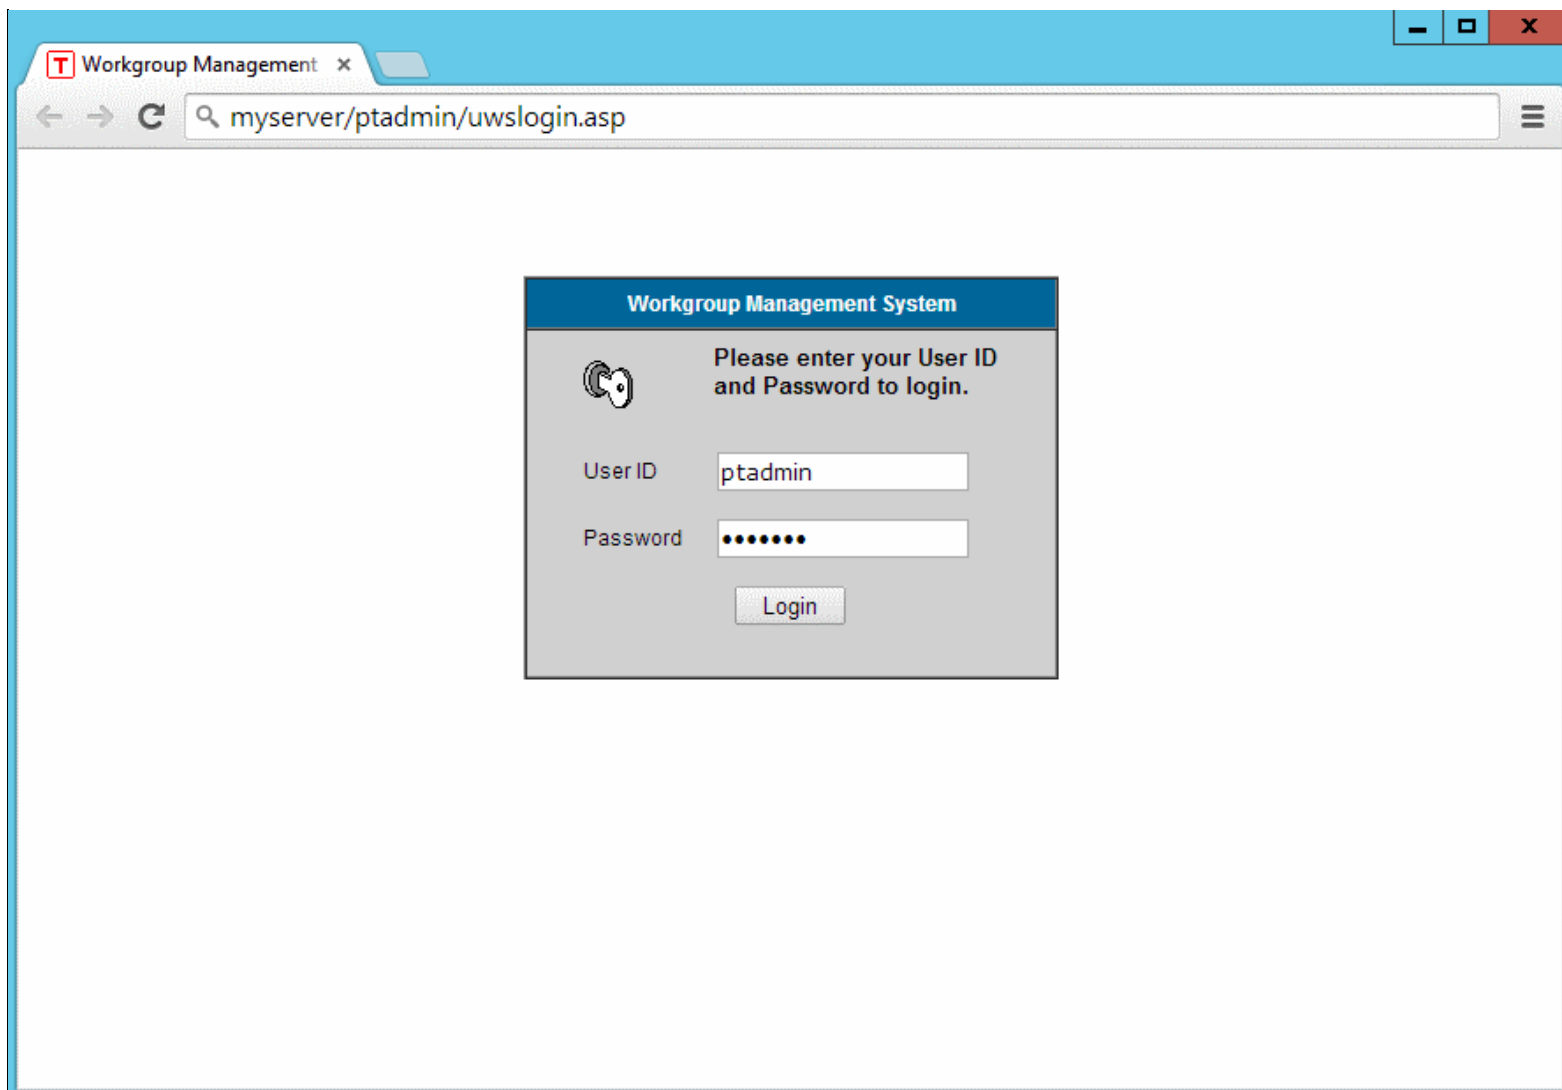 T Workgroup Management
myserver/ptadmin/uwslogin.asp
Workgroup Management System
Please enter your User ID
and Password to login.
User ID ptadmin
Password •••••••
Login